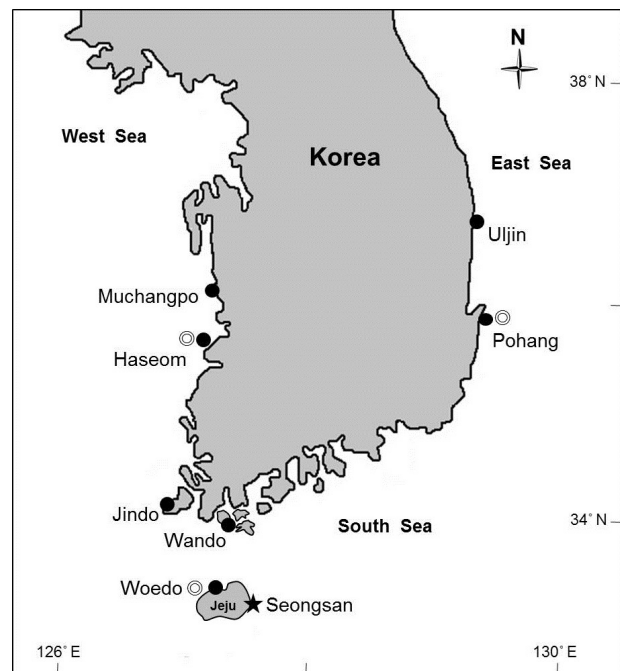 N
38° N
West Sea
Korea
East Sea
Uljin
Muchangpo
Haseom
Pohang
Jindo
Wando
South Sea
34° N
Woedo
Jeju
Seongsan
126° E
130° E